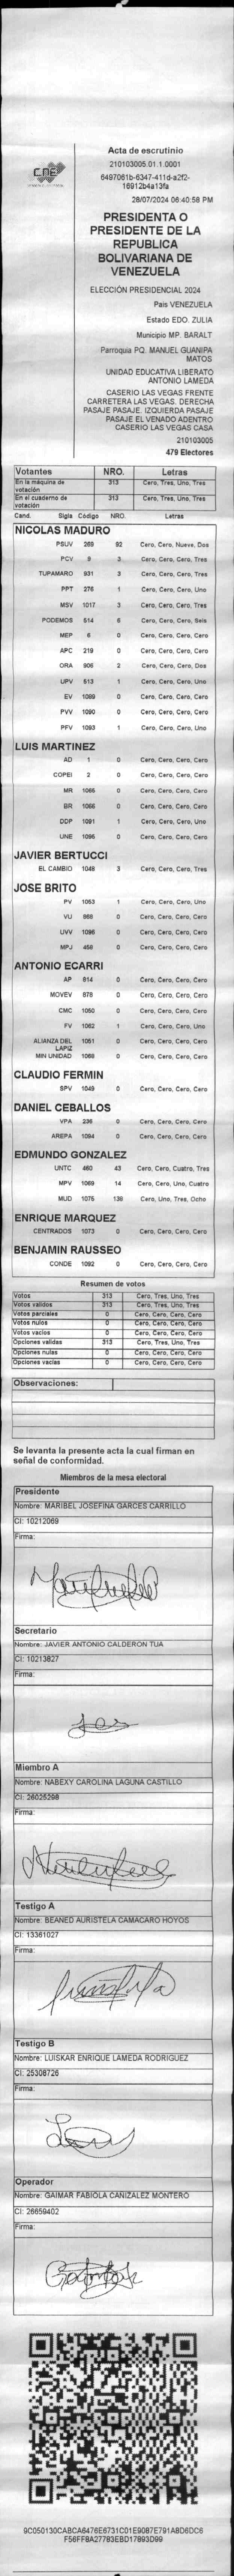 CNE
Acta de escrutinio
210103005.01.1.0001
6497061b-6347-411d-a2f2-
16912b4a13fa
28/07/2024 06:40:58 PM
PRESIDENTA O
PRESIDENTE DE LA
REPUBLICA
BOLIVARIANA DE
VENEZUELA
ELECCIÓN PRESIDENCIAL 2024
Pais VENEZUELA
Estado EDO. ZULIA
Municipio MP. BARALT
Parroquia PQ. MANUEL GUANIPA
MATOS
UNIDAD EDUCATIVA LIBERATO
ANTONIO LAMEDA
CASERIO LAS VEGAS FRENTE
CARRETERA LAS VEGAS. DERECHA
PASAJE PASAJE. IZQUIERDA PASAJE
PASAJE EL VENADO ADENTRO
CASERIO LAS VEGAS CASA
210103005
479 Electores
Votantes NRO. Letras
En la máquina de votación 313 Cero, Tres, Uno, Tres
En el cuaderno de votación 313 Cero, Tres, Uno, Tres
Cand. Sigla Código NRO. Letras
NICOLAS MADURO
PSUV 269 92 Cero, Cero, Nueve, Dos
PCV 9 3 Cero, Cero, Cero, Tres
TUPAMARO 931 3 Cero, Cero, Cero, Tres
PPT 276 1 Cero, Cero, Cero, Uno
MSV 1017 3 Cero, Cero, Cero, Tres
PODEMOS 514 6 Cero, Cero, Cero, Seis
MEP 6 0 Cero, Cero, Cero, Cero
APC 219 0 Cero, Cero, Cero, Cero
ORA 906 2 Cero, Cero, Cero, Dos
UPV 513 1 Cero, Cero, Cero, Uno
EV 1089 0 Cero, Cero, Cero, Cero
PVV 1090 0 Cero, Cero, Cero, Cero
PFV 1093 1 Cero, Cero, Cero, Uno
LUIS MARTINEZ
AD 1 0 Cero, Cero, Cero, Cero
COPEI 2 0 Cero, Cero, Cero, Cero
MR 1065 0 Cero, Cero, Cero, Cero
BR 1066 0 Cero, Cero, Cero, Cero
DDP 1091 1 Cero, Cero, Cero, Uno
UNE 1095 0 Cero, Cero, Cero, Cero
JAVIER BERTUCCI
EL CAMBIO 1048 3 Cero, Cero, Cero, Tres
JOSE BRITO
PV 1053 1 Cero, Cero, Cero, Uno
VU 868 0 Cero, Cero, Cero, Cero
UVV 1096 0 Cero, Cero, Cero, Cero
MPJ 458 0 Cero, Cero, Cero, Cero
ANTONIO ECARRI
AP 814 0 Cero, Cero, Cero, Cero
MOVEV 878 0 Cero, Cero, Cero, Cero
CMC 1050 0 Cero, Cero, Cero, Cero
FV 1062 1 Cero, Cero, Cero, Uno
ALIANZA DEL LAPIZ 1051 0 Cero, Cero, Cero, Cero
MIN UNIDAD 1068 0 Cero, Cero, Cero, Cero
CLAUDIO FERMIN
SPV 1049 0 Cero, Cero, Cero, Cero
DANIEL CEBALLOS
VPA 236 0 Cero, Cero, Cero, Cero
AREPA 1094 0 Cero, Cero, Cero, Cero
EDMUNDO GONZALEZ
UNTC 460 43 Cero, Cero, Cuatro, Tres
MPV 1069 14 Cero, Cero, Uno, Cuatro
MUD 1075 138 Cero, Uno, Tres, Ocho
ENRIQUE MARQUEZ
CENTRADOS 1073 0 Cero, Cero, Cero, Cero
BENJAMIN RAUSSEO
CONDE 1092 0 Cero, Cero, Cero, Cero
Resumen de votos
Votos 313 Cero, Tres, Uno, Tres
Votos validos 313 Cero, Tres, Uno, Tres
Votos parciales 0 Cero, Cero, Cero, Cero
Votos nulos 0 Cero, Cero, Cero, Cero
Votos vacios 0 Cero, Cero, Cero, Cero
Opciones validas 313 Cero, Tres, Uno, Tres
Opciones nulas 0 Cero, Cero, Cero, Cero
Opciones vacias 0 Cero, Cero, Cero, Cero
Observaciones:
Se levanta la presente acta la cual firman en
señal de conformidad.
Miembros de la mesa electoral
Presidente
Nombre: MARIBEL JOSEFINA GARCES CARRILLO
CI: 10212069
Firma:
Secretario
Nombre: JAVIER ANTONIO CALDERON TUA
CI: 10213827
Firma:
Miembro A
Nombre: NABEXY CAROLINA LAGUNA CASTILLO
CI: 26025298
Firma:
Testigo A
Nombre: BEANED AURISTELA CAMACARO HOYOS
CI: 13361027
Firma:
Testigo B
Nombre: LUISKAR ENRIQUE LAMEDA RODRIGUEZ
CI: 25308726
Firma:
Operador
Nombre: GAIMAR FABIOLA CANIZALEZ MONTERO
CI: 26659402
Firma:
9C050130CABCA6476E6731C01E9087E791A8D6DC6
F56FF8A27783EBD17893D99